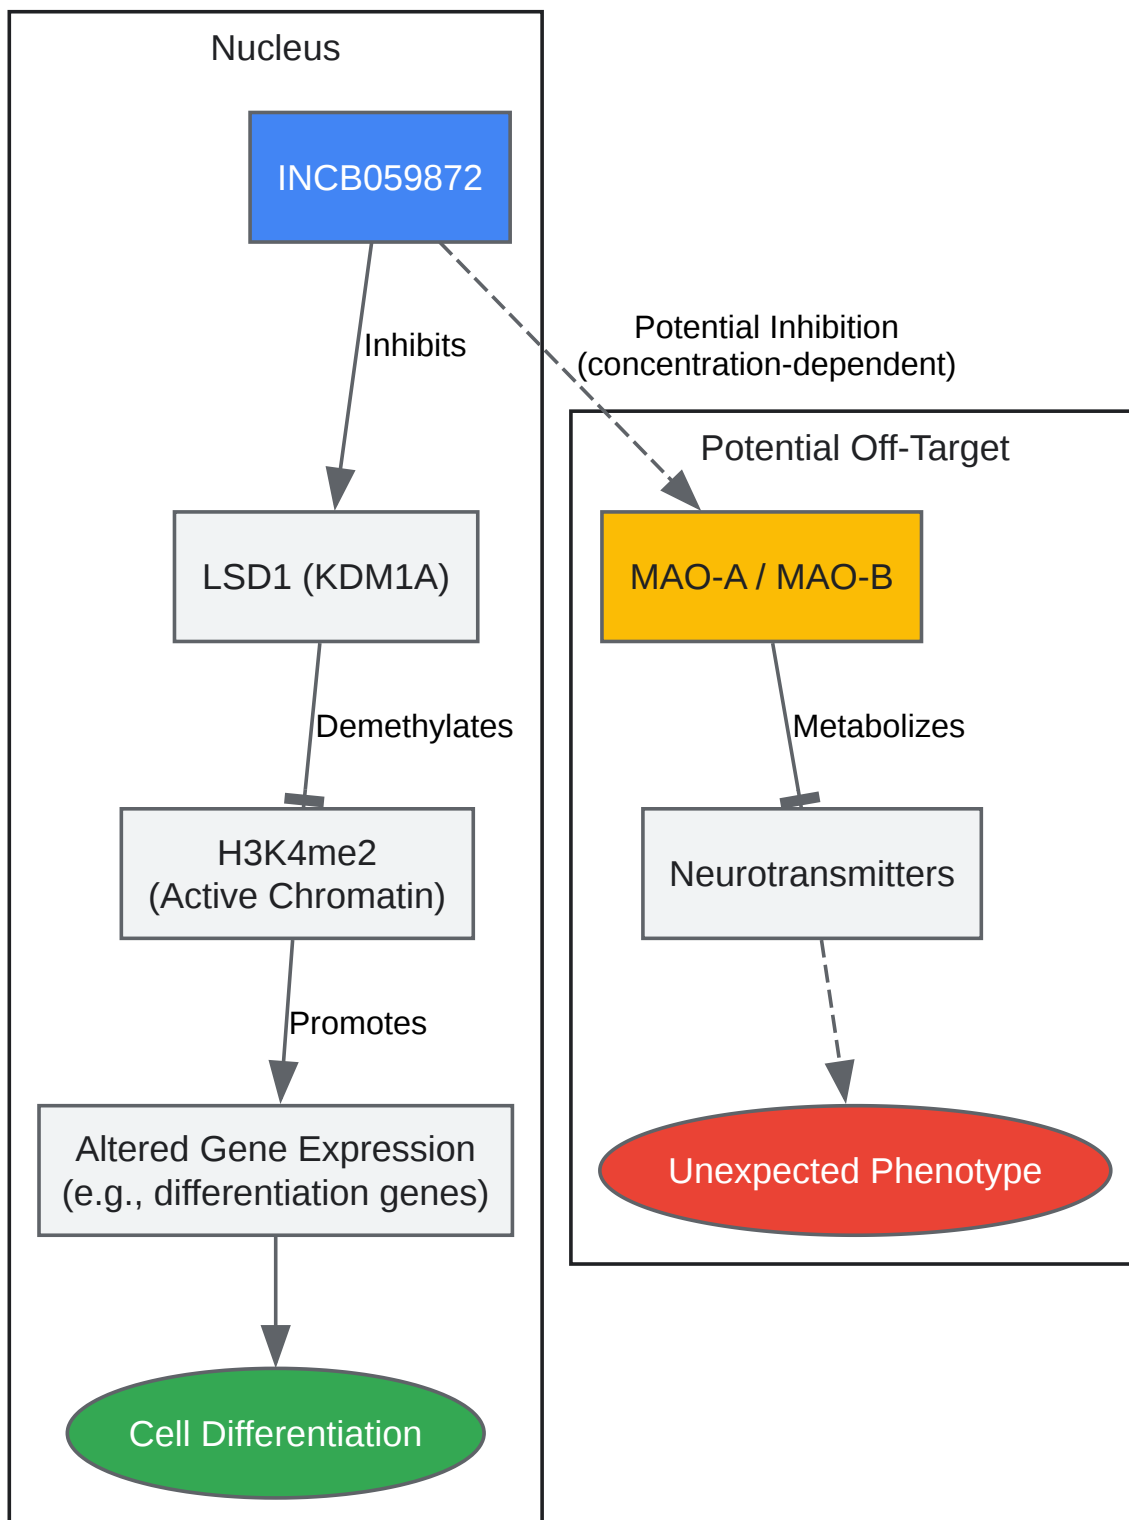 Nucleus
INCB059872
Inhibits
Potential Inhibition
(concentration-dependent)
Potential Off-Target
LSD1 (KDM1A)
MAO-A / MAO-B
Demethylates
Metabolizes
H3K4me2
(Active Chromatin)
Neurotransmitters
Promotes
Altered Gene Expression
(e.g., differentiation genes)
Unexpected Phenotype
Cell Differentiation